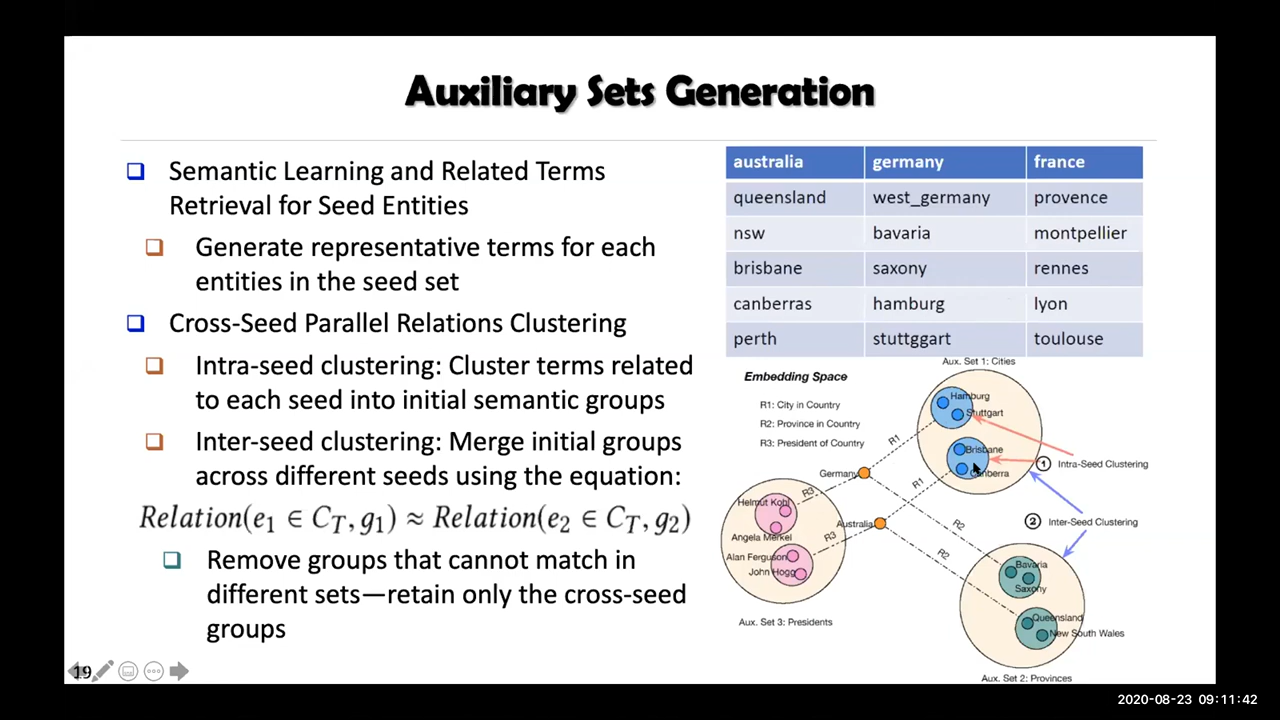 Auxiliary Sets Generation
Semantic Learning and Related Terms
Retrieval for Seed Entities
Generate representative terms for each
entities in the seed set
Cross-Seed Parallel Relations Clustering
Intra-seed clustering: Cluster terms related
to each seed into initial semantic groups
Inter-seed clustering: Merge initial groups
across different seeds using the equation:
Relation(e₁ ∈ C_T, g₁) ≈ Relation(e₂ ∈ C_T, g₂)
Remove groups that cannot match in
different sets—retain only the cross-seed
groups
australia germany france
queensland west_germany provence
nsw bavaria montpellier
brisbane saxony rennes
canberras hamburg lyon
perth stuttggart toulouse
Aux. Set 1: Cities
Embedding Space
R1: City in Country
R2: Province in Country
R3: President of Country
Hamburg
Stuttgart
R1
Brisbane
Canberra
1 Intra-Seed Clustering
Germany
R1
R3
Helmut Kohl
Angela Merkel
Australia
R2
2 Inter-Seed Clustering
R3
R2
Alan Ferguson
John Hogg
Bavaria
Saxony
Queensland
New South Wales
Aux. Set 3: Presidents
Aux. Set 2: Provinces
19
2020-08-23 09:11:42